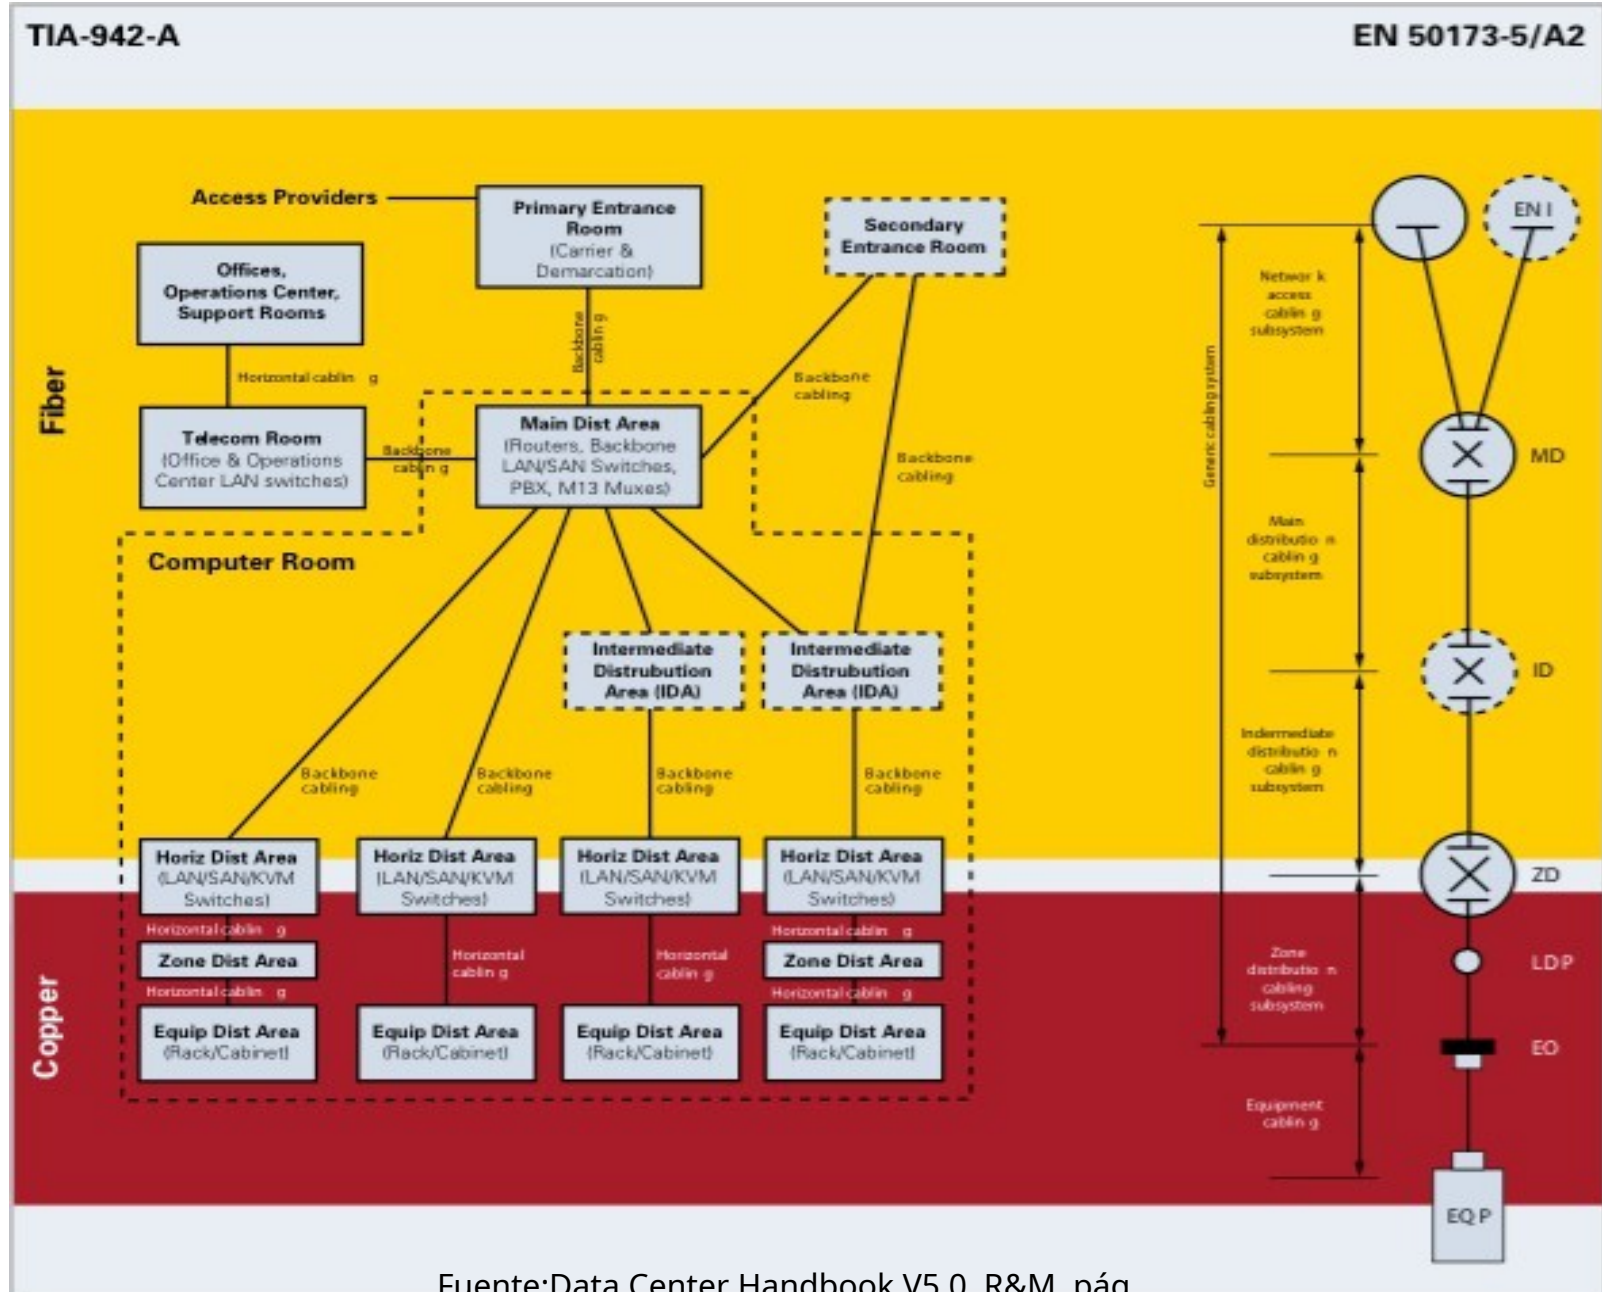 TIA-942-A
EN 50173-5/A2
Fiber
Access Providers
Primary Entrance
Room
(Carrier &
Demarcation)
Secondary
Entrance Room
Offices,
Operations Center,
Support Rooms
Backbone
cablin g
Horizontal cablin g
Backbone
cabling
Telecom Room
(Office & Operations
Center LAN switches)
Backbone
cablin g
Main Dist Area
(Routers, Backbone
LAN/SAN Switches,
PBX, M13 Muxes)
Backbone
cabling
Computer Room
Intermediate
Distrubution
Area (IDA)
Intermediate
Distrubution
Area (IDA)
Backbone
cabling
Backbone
cabling
Backbone
cabling
Backbone
cabling
Horiz Dist Area
(LAN/SAN/KVM
Switches)
Horiz Dist Area
(LAN/SAN/KVM
Switches)
Horiz Dist Area
(LAN/SAN/KVM
Switches)
Horiz Dist Area
(LAN/SAN/KVM
Switches)
Copper
Horizontal cablin g
Zone Dist Area
Horizontal cablin g
Horizontal
cablin g
Horizontal
cablin g
Horizontal cablin g
Zone Dist Area
Horizontal cablin g
Equip Dist Area
(Rack/Cabinet)
Equip Dist Area
(Rack/Cabinet)
Equip Dist Area
(Rack/Cabinet)
Equip Dist Area
(Rack/Cabinet)
EN I
Generic cabling system
Networ k
access
cablin g
subsystem
MD
Main
distributio n
cablin g
subsystem
ID
Indermediate
distributio n
cablin g
subsystem
ZD
Zone
distributio n
cabling
subsystem
LDP
EO
Equipment
cablin g
EQ P
Fuente:Data Center Handbook V5.0, R&M, pág